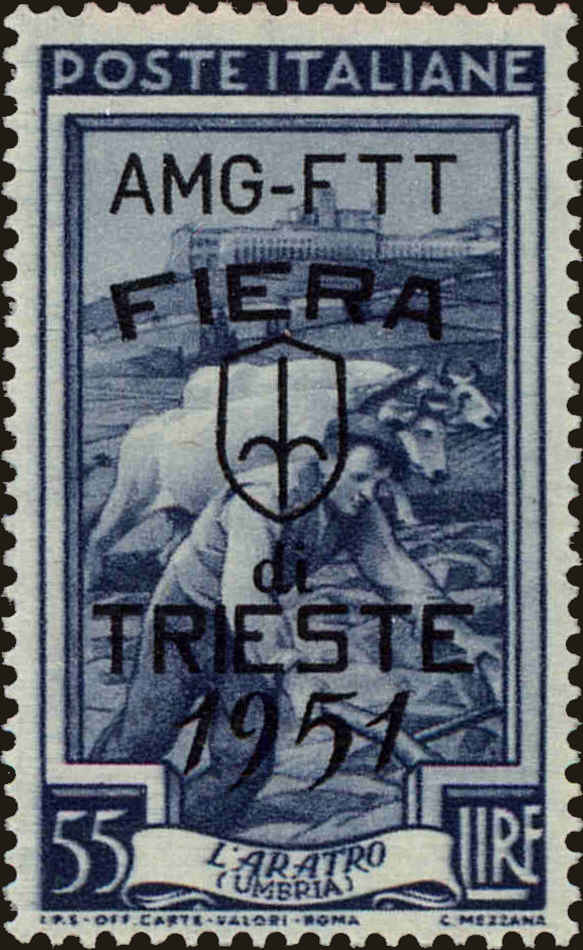 POSTE ITALIANE
AMG-FTT
FIERA
di
TRIESTE
1951
55 LIRE
L'ARATRO
(UMBRIA)
I.P.S - OFF. CARTE - VALORI - ROMA C. MEZZANA